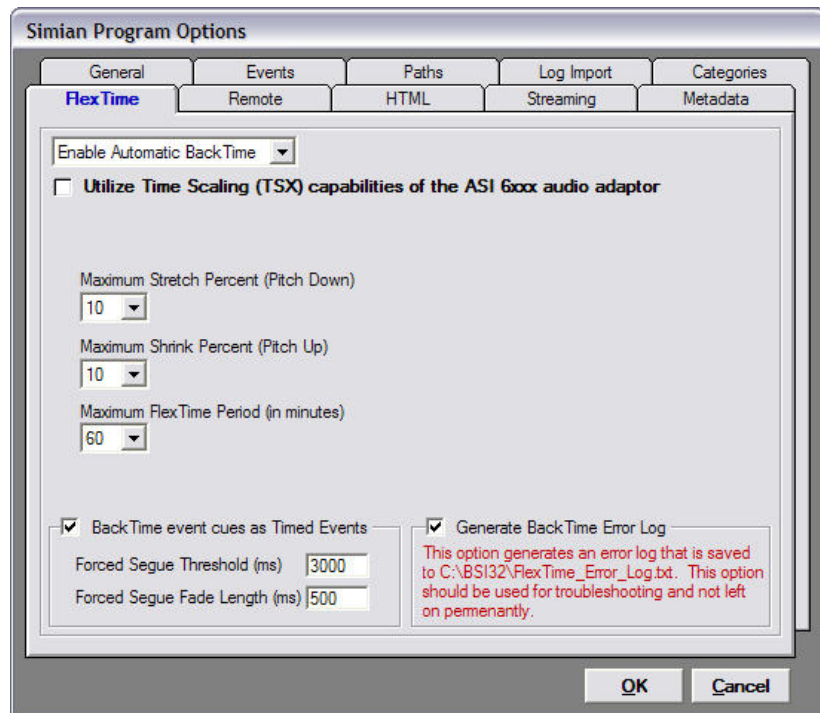 Simian Program Options
General Events Paths Log Import Categories
FlexTime Remote HTML Streaming Metadata
Enable Automatic BackTime
Utilize Time Scaling (TSX) capabilities of the ASI 6xxx audio adaptor
Maximum Stretch Percent (Pitch Down)
10
Maximum Shrink Percent (Pitch Up)
10
Maximum FlexTime Period (in minutes)
60
BackTime event cues as Timed Events
Forced Segue Threshold (ms) 3000
Forced Segue Fade Length (ms) 500
Generate BackTime Error Log
This option generates an error log that is saved
to C:\BSI32\FlexTime_Error_Log.txt. This option
should be used for troubleshooting and not left
on permenantly.
OK Cancel